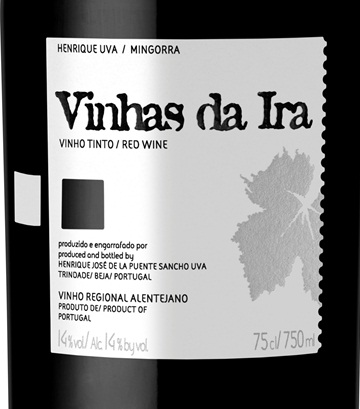 HENRIQUE UVA / MINGORRA
Vinhas da Ira
VINHO TINTO / RED WINE
produzido e engarrafado por
produced and bottled by
HENRIQUE JOSÉ DE LA PUENTE SANCHO UVA
TRINDADE/ BEJA/ PORTUGAL
VINHO REGIONAL ALENTEJANO
PRODUTO DE/ PRODUCT OF
PORTUGAL
14%vol/ Alc 14% by vol
75 cl/ 750 ml